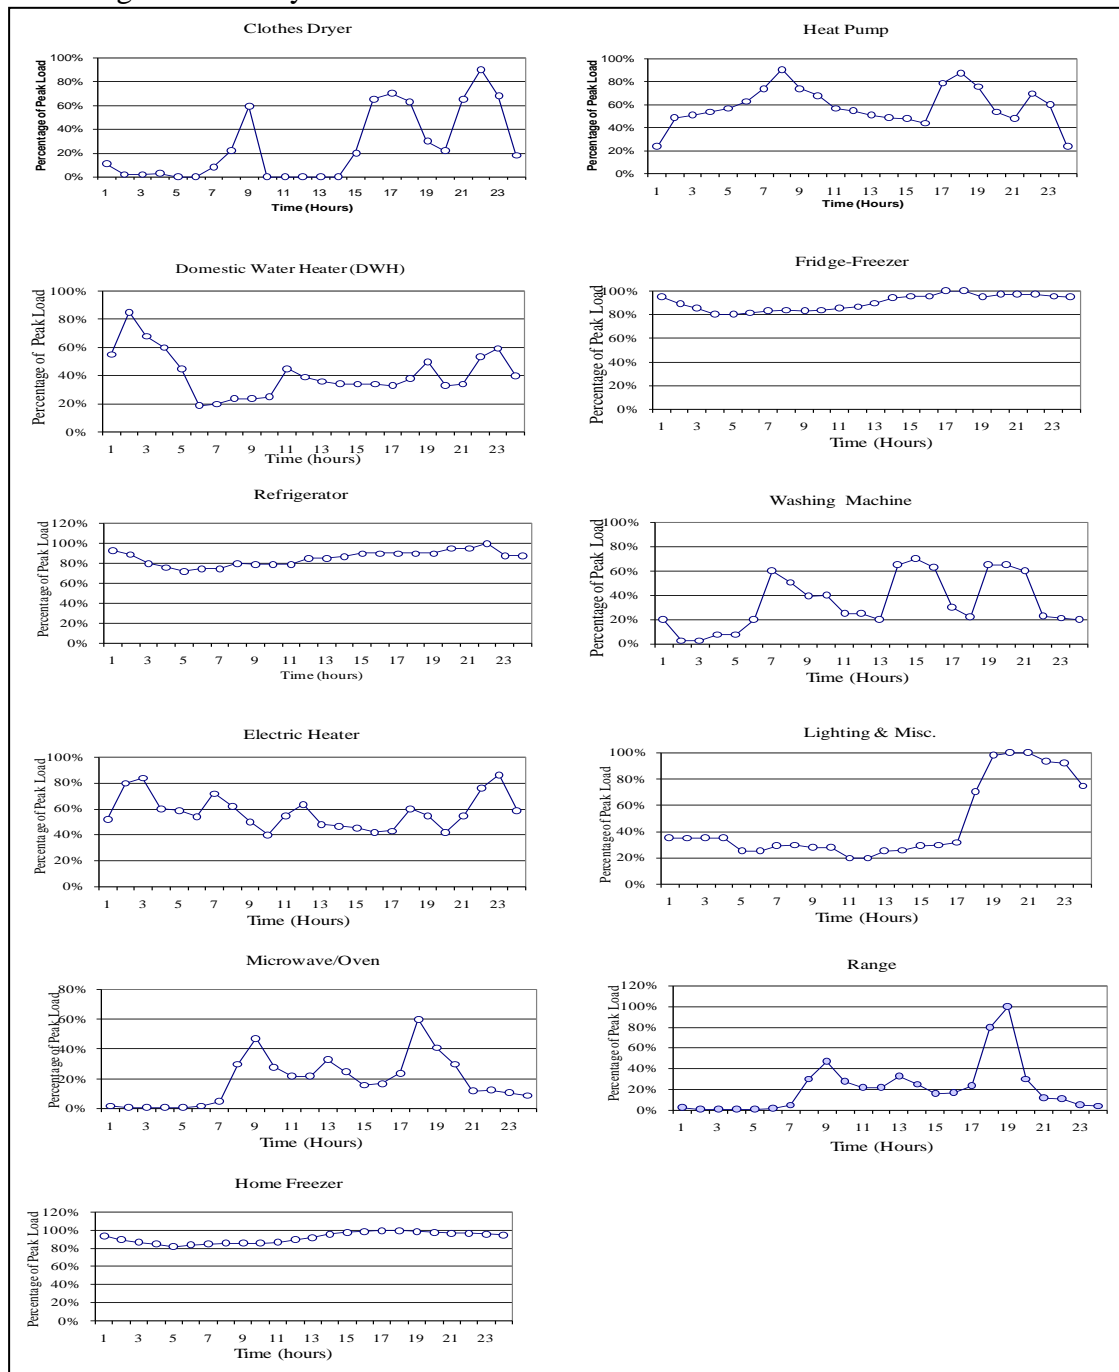 Clothes Dryer
Percentage of Peak Load
100%
80%
60%
40%
20%
0%
1 3 5 7 9 11 13 15 17 19 21 23
Time (Hours)
Heat Pump
Percentage of Peak Load
100%
80%
60%
40%
20%
0%
1 3 5 7 9 11 13 15 17 19 21 23
Time (Hours)
Domestic Water Heater (DWH)
Percentage of Peak Load
100%
80%
60%
40%
20%
0%
1 3 5 7 9 11 13 15 17 19 21 23
Time (hours)
Fridge-Freezer
Percentage of Peak Load
100%
80%
60%
40%
20%
0%
1 3 5 7 9 11 13 15 17 19 21 23
Time (Hours)
Refrigerator
Percentage of Peak Load
120%
100%
80%
60%
40%
20%
0%
1 3 5 7 9 11 13 15 17 19 21 23
Time (hours)
Washing Machine
Percentage of Peak Load
100%
80%
60%
40%
20%
0%
1 3 5 7 9 11 13 15 17 19 21 23
Time (Hours)
Electric Heater
Percentage of Peak Load
100%
80%
60%
40%
20%
0%
1 3 5 7 9 11 13 15 17 19 21 23
Time (Hours)
Lighting & Misc.
Percentage of Peak Load
100%
80%
60%
40%
20%
0%
1 3 5 7 9 11 13 15 17 19 21 23
Time (Hours)
Microwave/Oven
Percentage of Peak Load
80%
60%
40%
20%
0%
1 3 5 7 9 11 13 15 17 19 21 23
Time (Hours)
Range
Percentage of Peak Load
120%
100%
80%
60%
40%
20%
0%
1 3 5 7 9 11 13 15 17 19 21 23
Time (Hours)
Home Freezer
Percentage of Peak Load
120%
100%
80%
60%
40%
20%
0%
1 3 5 7 9 11 13 15 17 19 21 23
Time (hours)